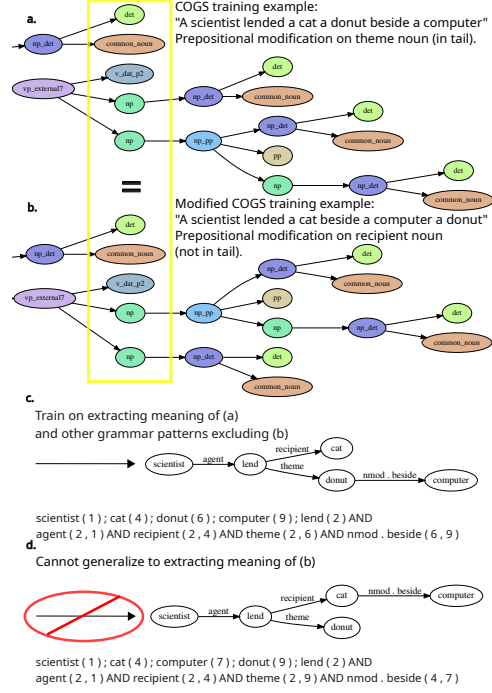 a.
COGS training example:
"A scientist lended a cat a donut beside a computer"
Prepositional modification on theme noun (in tail).
det
np_det
common_noun
v_dat_p2
vp_external7
np
np_det
det
common_noun
np
np_pp
np_det
det
common_noun
pp
np
np_det
det
common_noun
=
b.
Modified COGS training example:
"A scientist lended a cat beside a computer a donut"
Prepositional modification on recipient noun
(not in tail).
det
np_det
common_noun
v_dat_p2
vp_external7
np
np_pp
np_det
det
common_noun
pp
np
np_det
det
common_noun
np
np_det
det
common_noun
c.
Train on extracting meaning of (a)
and other grammar patterns excluding (b)
scientist
agent
lend
recipient
cat
theme
donut
nmod . beside
computer
scientist ( 1 ) ; cat ( 4 ) ; donut ( 6 ) ; computer ( 9 ) ; lend ( 2 ) AND
agent ( 2 , 1 ) AND recipient ( 2 , 4 ) AND theme ( 2 , 6 ) AND nmod . beside ( 6 , 9 )
d.
Cannot generalize to extracting meaning of (b)
scientist
agent
lend
recipient
cat
nmod . beside
computer
theme
donut
scientist ( 1 ) ; cat ( 4 ) ; computer ( 7 ) ; donut ( 9 ) ; lend ( 2 ) AND
agent ( 2 , 1 ) AND recipient ( 2 , 4 ) AND theme ( 2 , 9 ) AND nmod . beside ( 4 , 7 )